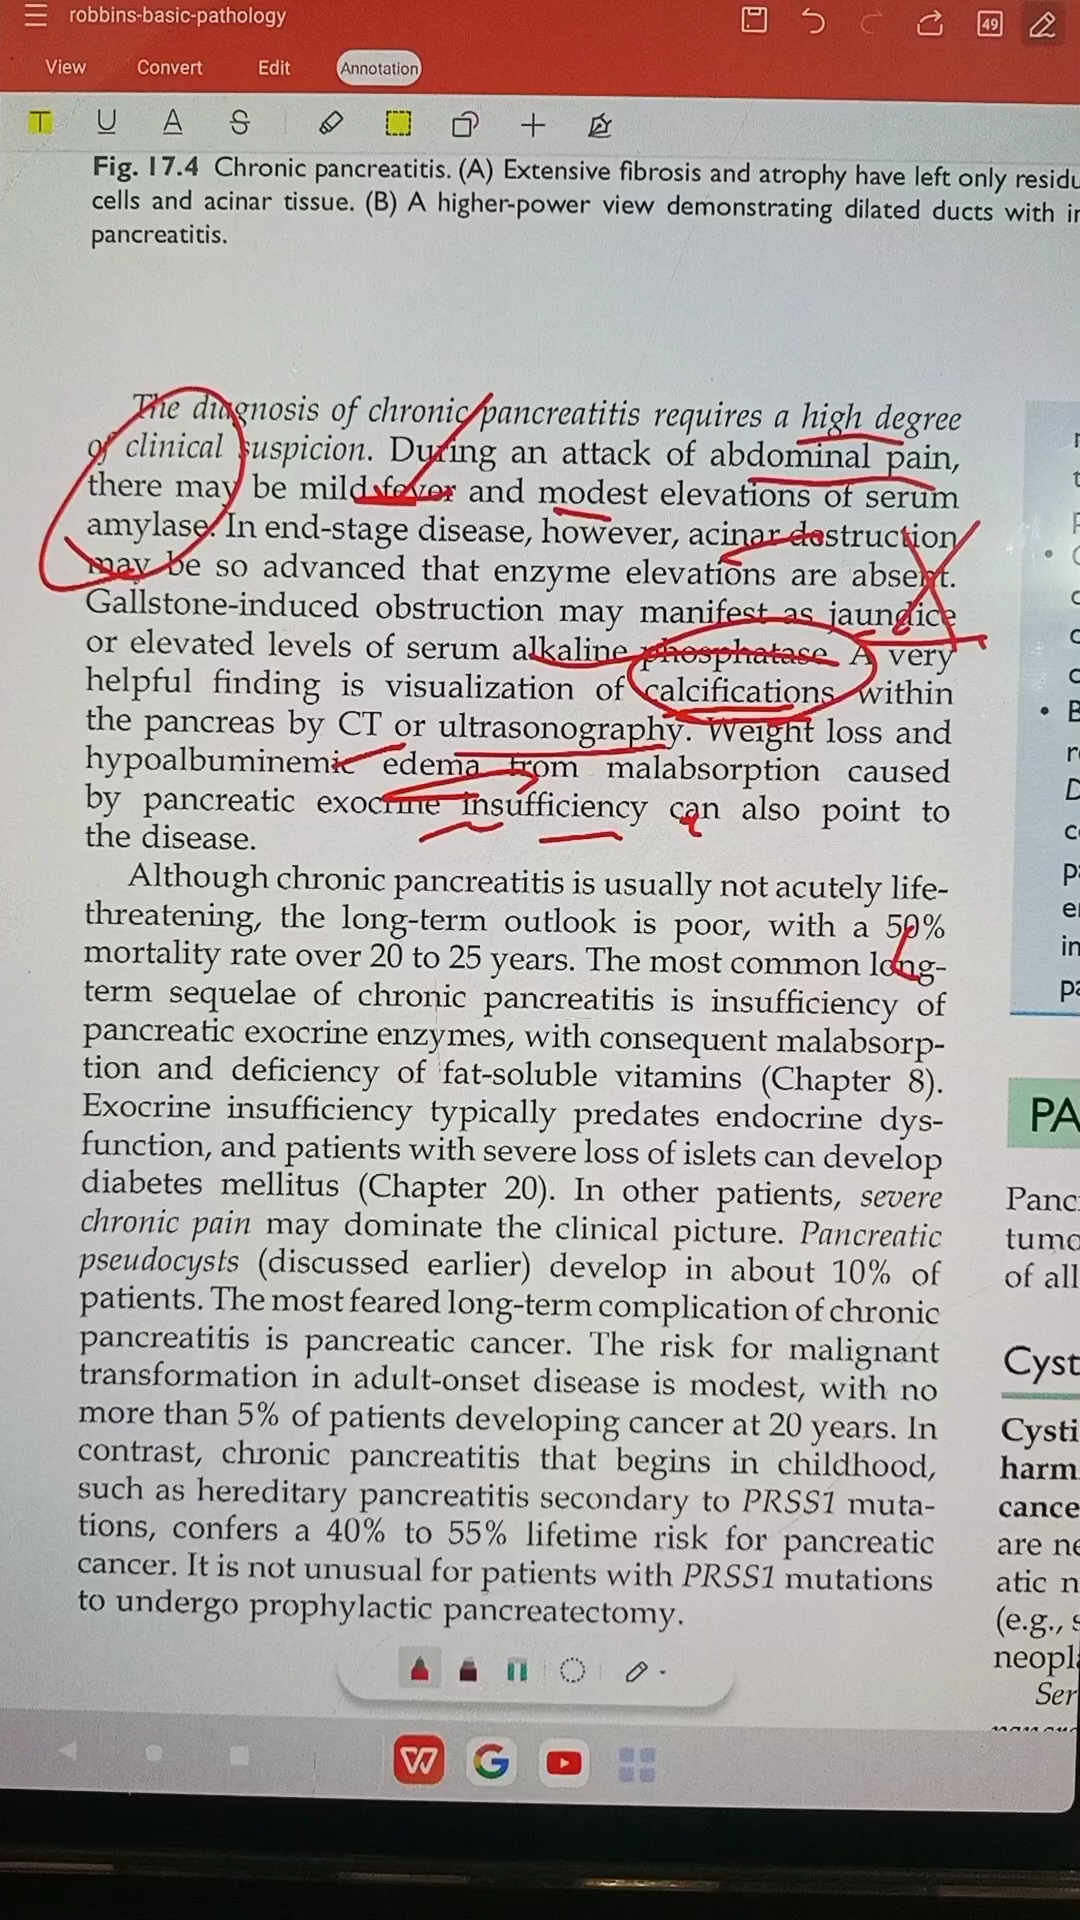 robbins-basic-pathology
49
View Convert Edit Annotation
T U A S
Fig. 17.4 Chronic pancreatitis. (A) Extensive fibrosis and atrophy have left only
cells and acinar tissue. (B) A higher-power view demonstrating dilated ducts with
pancreatitis.
The diagnosis of chronic pancreatitis requires a high degree
of clinical suspicion. During an attack of abdominal pain,
there may be mild fever and modest elevations of serum
amylase. In end-stage disease, however, acinar destruction
may be so advanced that enzyme elevations are absent.
Gallstone-induced obstruction may manifest as jaundice
or elevated levels of serum alkaline phosphatase. A very
helpful finding is visualization of calcifications within
the pancreas by CT or ultrasonography. Weight loss and
hypoalbuminemic edema from malabsorption caused
by pancreatic exocrine insufficiency can also point to
the disease.
Although chronic pancreatitis is usually not acutely life-
threatening, the long-term outlook is poor, with a 50%
mortality rate over 20 to 25 years. The most common long-
term sequelae of chronic pancreatitis is insufficiency of
pancreatic exocrine enzymes, with consequent malabsorp-
tion and deficiency of fat-soluble vitamins (Chapter 8).
Exocrine insufficiency typically predates endocrine dys-
function, and patients with severe loss of islets can develop
diabetes mellitus (Chapter 20). In other patients, severe
chronic pain may dominate the clinical picture. Pancreatic
pseudocysts (discussed earlier) develop in about 10% of
patients. The most feared long-term complication of chronic
pancreatitis is pancreatic cancer. The risk for malignant
transformation in adult-onset disease is modest, with no
more than 5% of patients developing cancer at 20 years. In
contrast, chronic pancreatitis that begins in childhood,
such as hereditary pancreatitis secondary to PRSS1 muta-
tions, confers a 40% to 55% lifetime risk for pancreatic
cancer. It is not unusual for patients with PRSS1 mutations
to undergo prophylactic pancreatectomy.
PA
Panc
tumo
of all
Cyst
Cysti
harm
cance
are ne
atic n
(e.g., s
neopl
Ser